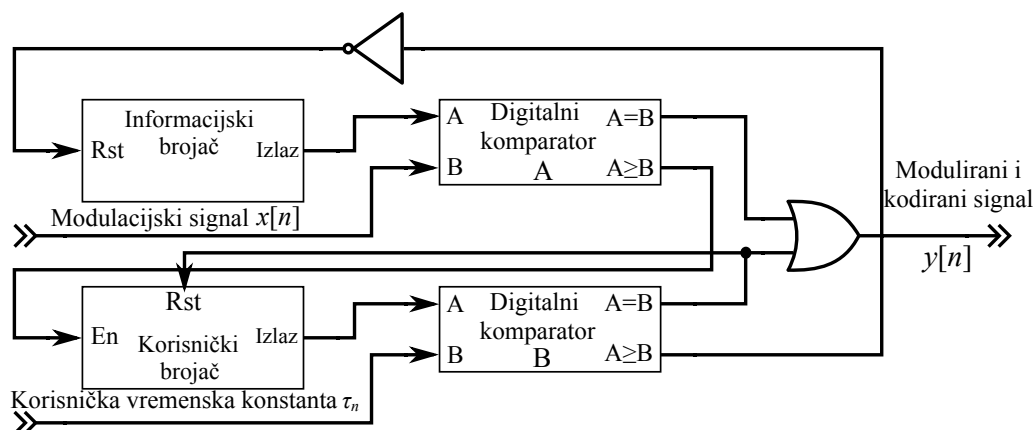 Informacijski
brojač
Rst
Izlaz
A
B
Digitalni
komparator
A
A=B
A≥B
Modulacijski signal x[n]
Modulirani i
kodirani signal
y[n]
Rst
En
Izlaz
Korisnički
brojač
A
B
Digitalni
komparator
B
A=B
A≥B
Korisnička vremenska konstanta τₙ